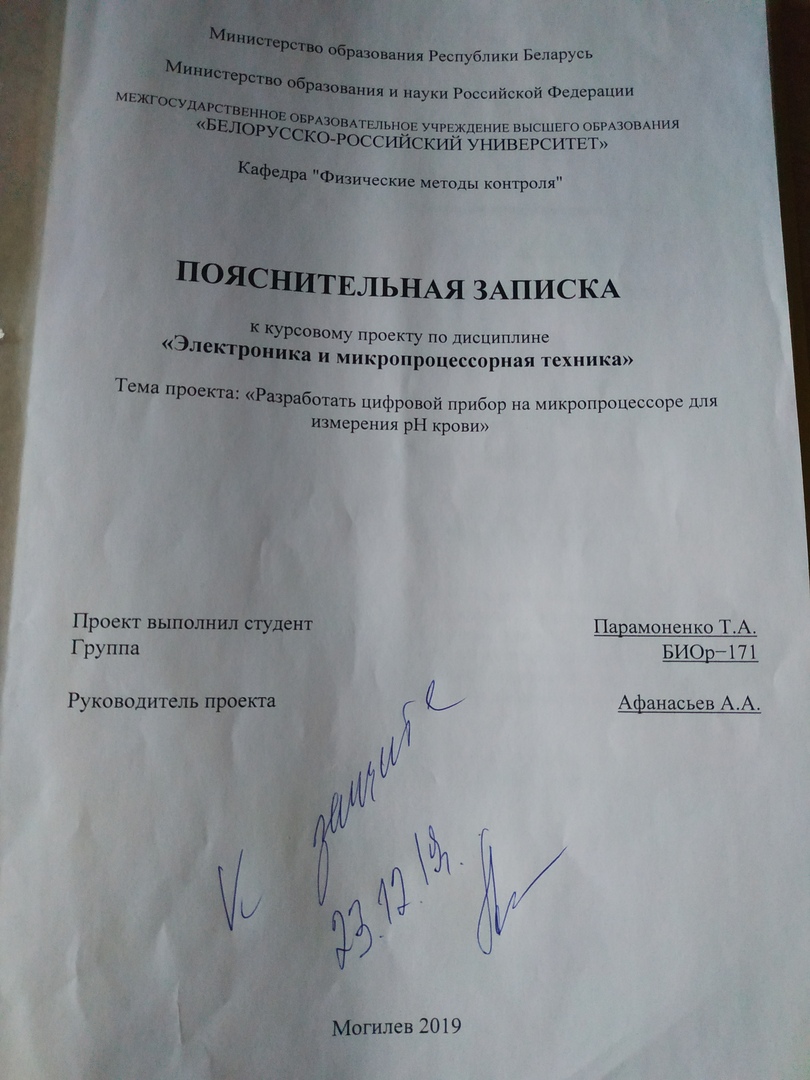 Министерство образования Республики Беларусь
Министерство образования и науки Российской Федерации
МЕЖГОСУДАРСТВЕННОЕ ОБРАЗОВАТЕЛЬНОЕ УЧРЕЖДЕНИЕ ВЫСШЕГО ОБРАЗОВАНИЯ
«БЕЛОРУССКО-РОССИЙСКИЙ УНИВЕРСИТЕТ»
Кафедра "Физические методы контроля"
ПОЯСНИТЕЛЬНАЯ ЗАПИСКА
к курсовому проекту по дисциплине
«Электроника и микропроцессорная техника»
Тема проекта: «Разработать цифровой прибор на микропроцессоре для
измерения pH крови»
Проект выполнил студент Парамоненко Т.А.
Группа БИОр−171
Руководитель проекта Афанасьев А.А.
К защите
23.12.19.
Могилев 2019